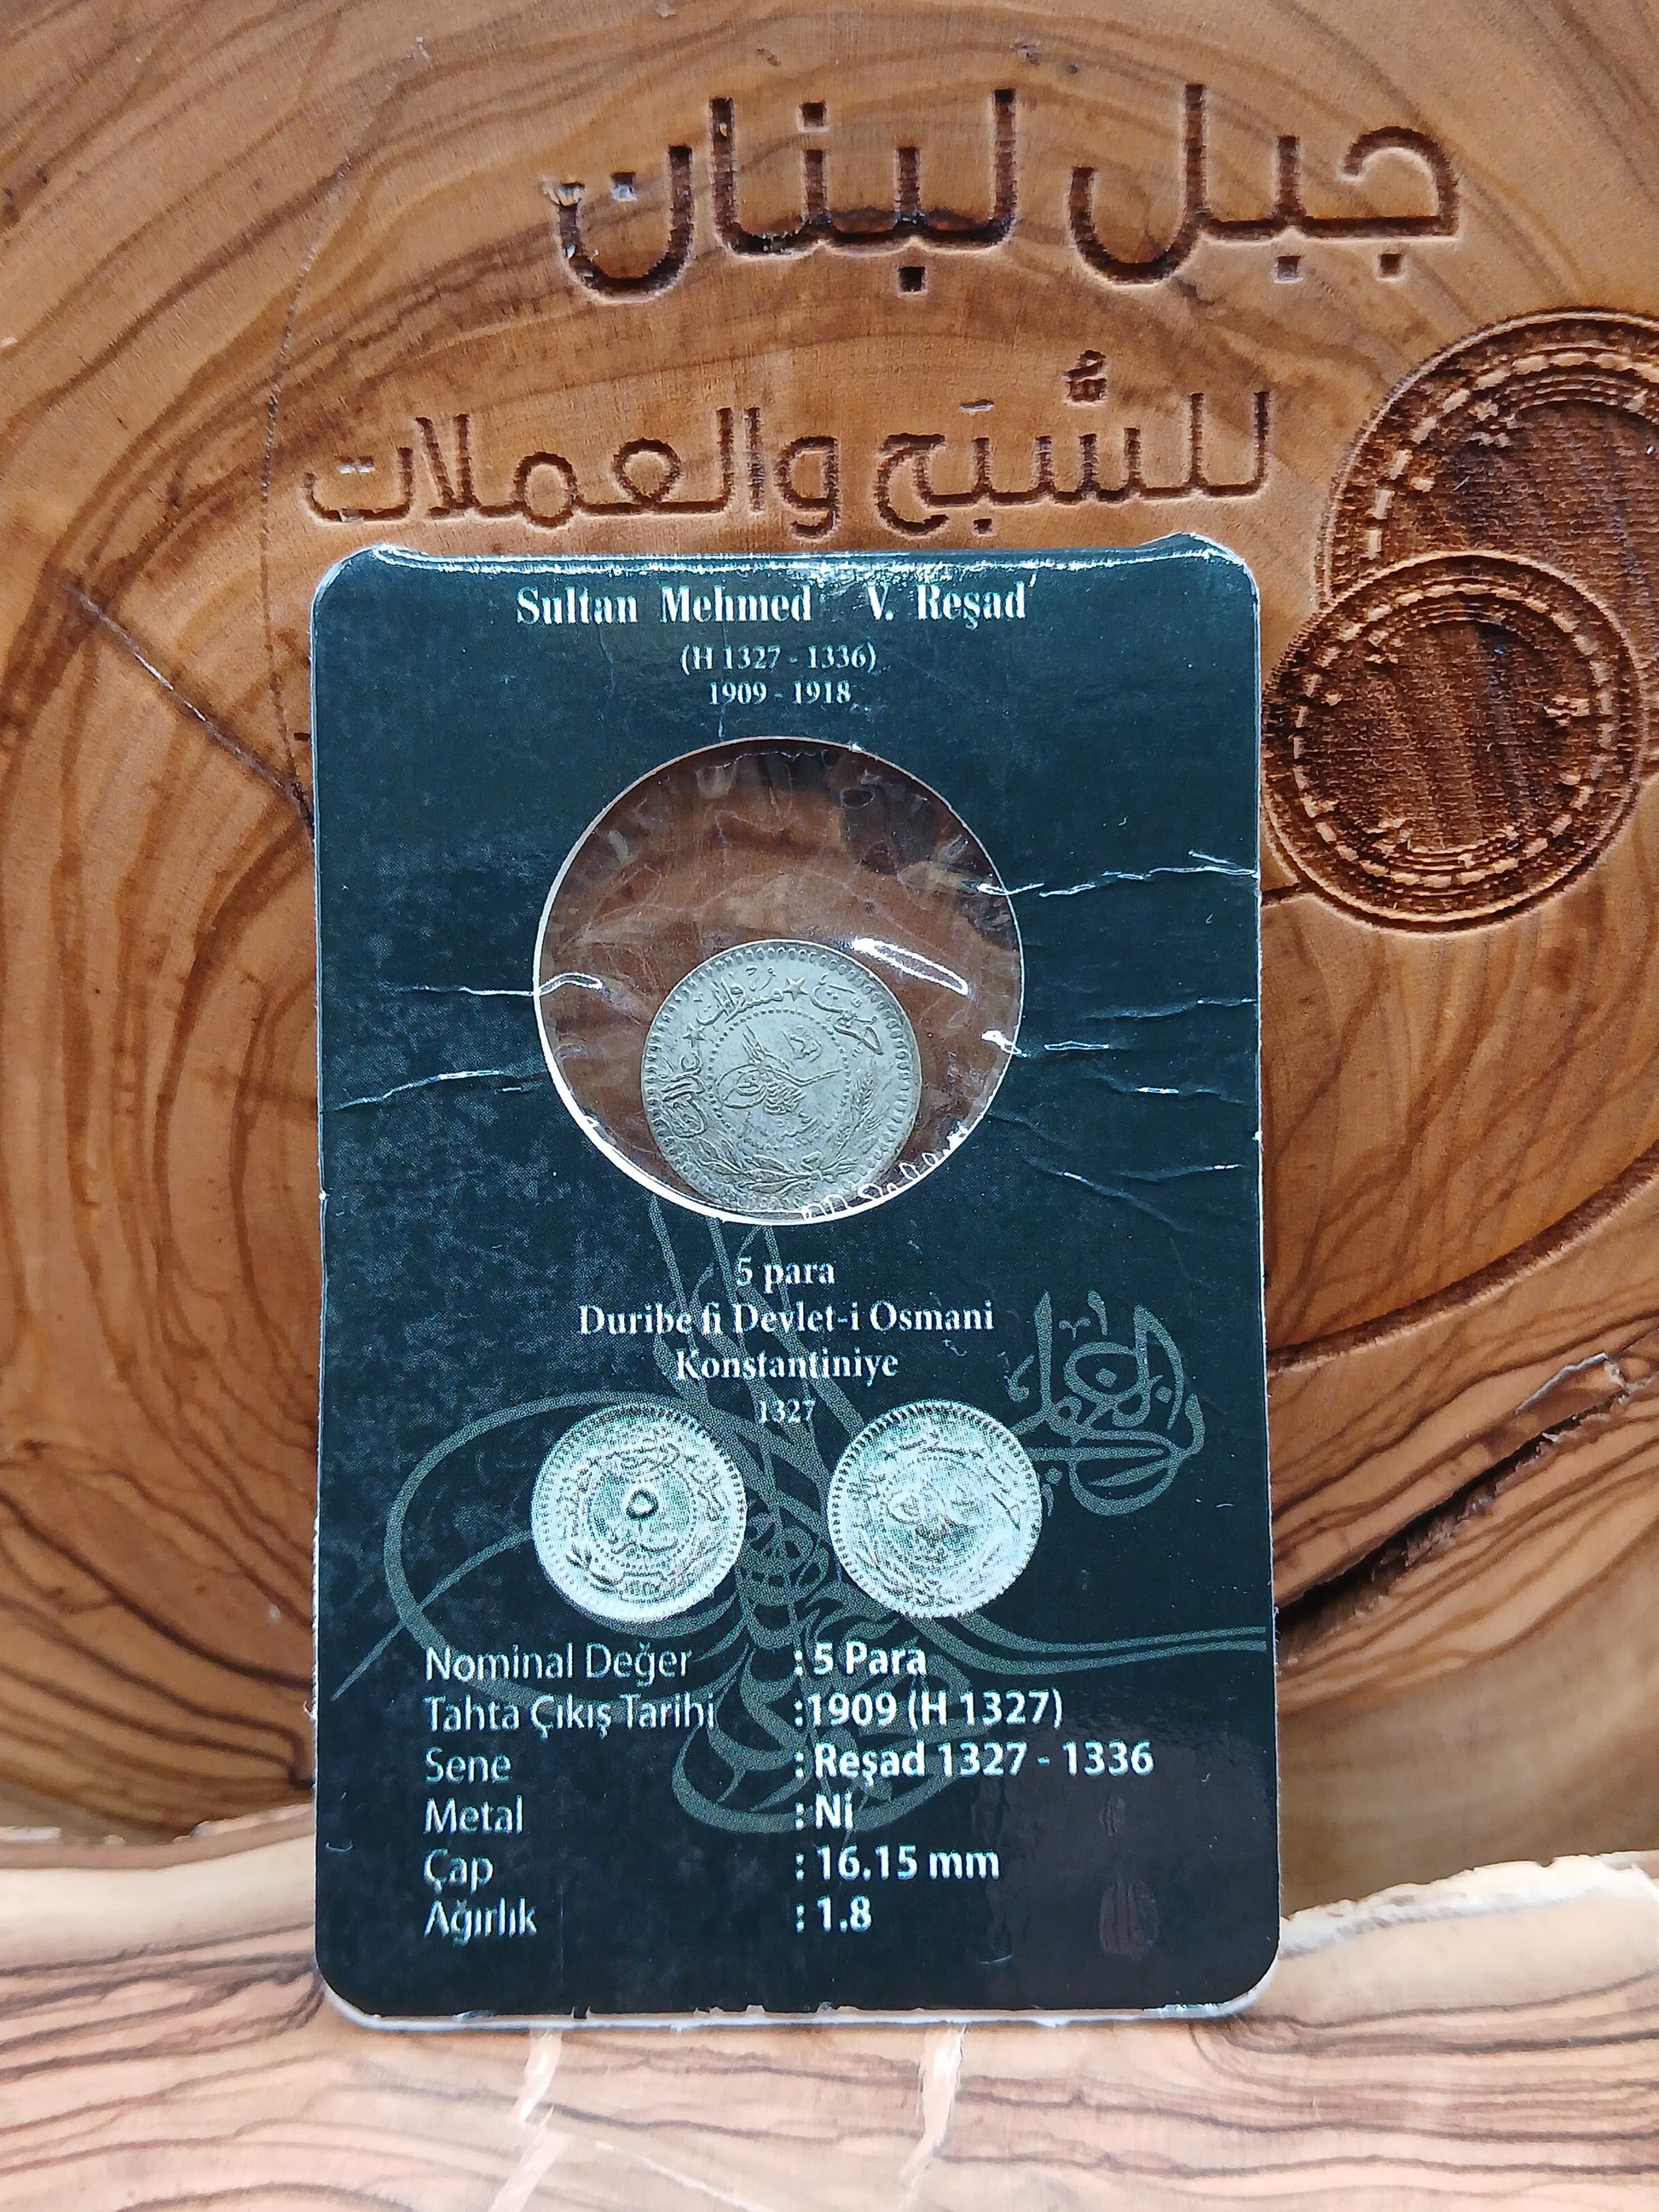 جبل لبنان
للسُّبَح والعملات
Sultan Mehmed V. Reşad
(H 1327 - 1336)
1909 - 1918
5 para
Duribe fi Devlet-i Osmani
Konstantiniye
1327
٥
Nominal Değer : 5 Para
Tahta Çıkış Tarihi :1909 (H 1327)
Sene : Reşad 1327 - 1336
Metal : Ni
Çap : 16.15 mm
Ağırlık : 1.8